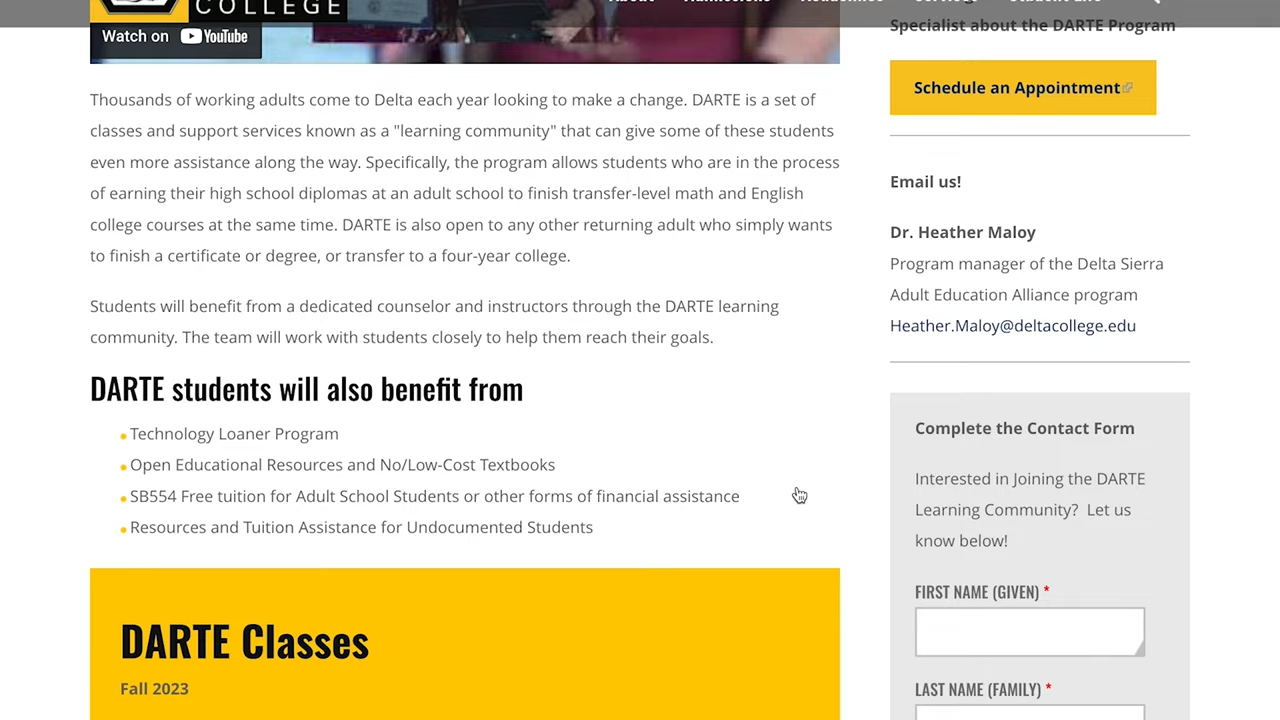 COLLEGE
Watch on YouTube
Thousands of working adults come to Delta each year looking to make a change. DARTE is a set of
classes and support services known as a "learning community" that can give some of these students
even more assistance along the way. Specifically, the program allows students who are in the process
of earning their high school diplomas at an adult school to finish transfer-level math and English
college courses at the same time. DARTE is also open to any other returning adult who simply wants
to finish a certificate or degree, or transfer to a four-year college.
Students will benefit from a dedicated counselor and instructors through the DARTE learning
community. The team will work with students closely to help them reach their goals.
DARTE students will also benefit from
Technology Loaner Program
Open Educational Resources and No/Low-Cost Textbooks
SB554 Free tuition for Adult School Students or other forms of financial assistance
Resources and Tuition Assistance for Undocumented Students
DARTE Classes
Fall 2023
Specialist about the DARTE Program
Schedule an Appointment
Email us!
Dr. Heather Maloy
Program manager of the Delta Sierra
Adult Education Alliance program
Heather.Maloy@deltacollege.edu
Complete the Contact Form
Interested in Joining the DARTE
Learning Community? Let us
know below!
FIRST NAME (GIVEN) *
LAST NAME (FAMILY) *